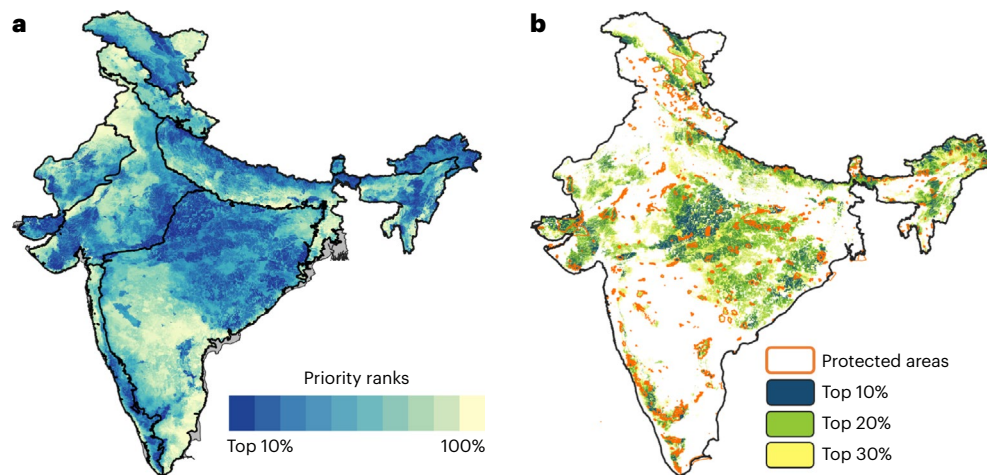 a
b
Priority ranks
Top 10%
100%
Protected areas
Top 10%
Top 20%
Top 30%